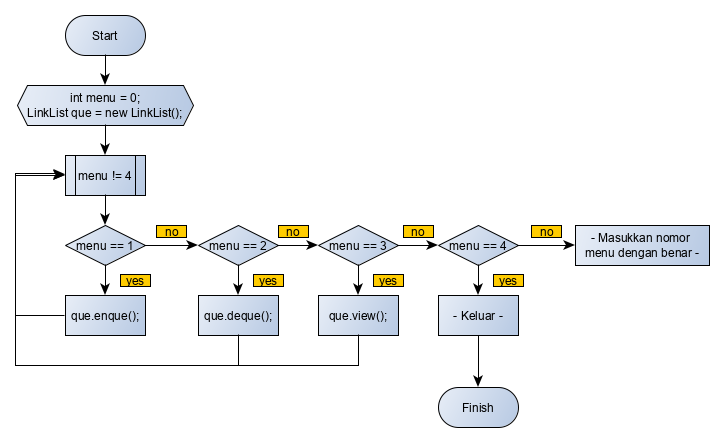 Start
int menu = 0;
LinkList que = new LinkList();
menu != 4
menu == 1
no
menu == 2
no
menu == 3
no
menu == 4
no
- Masukkan nomor
menu dengan benar -
yes
yes
yes
yes
que.enque();
que.deque();
que.view();
- Keluar -
Finish